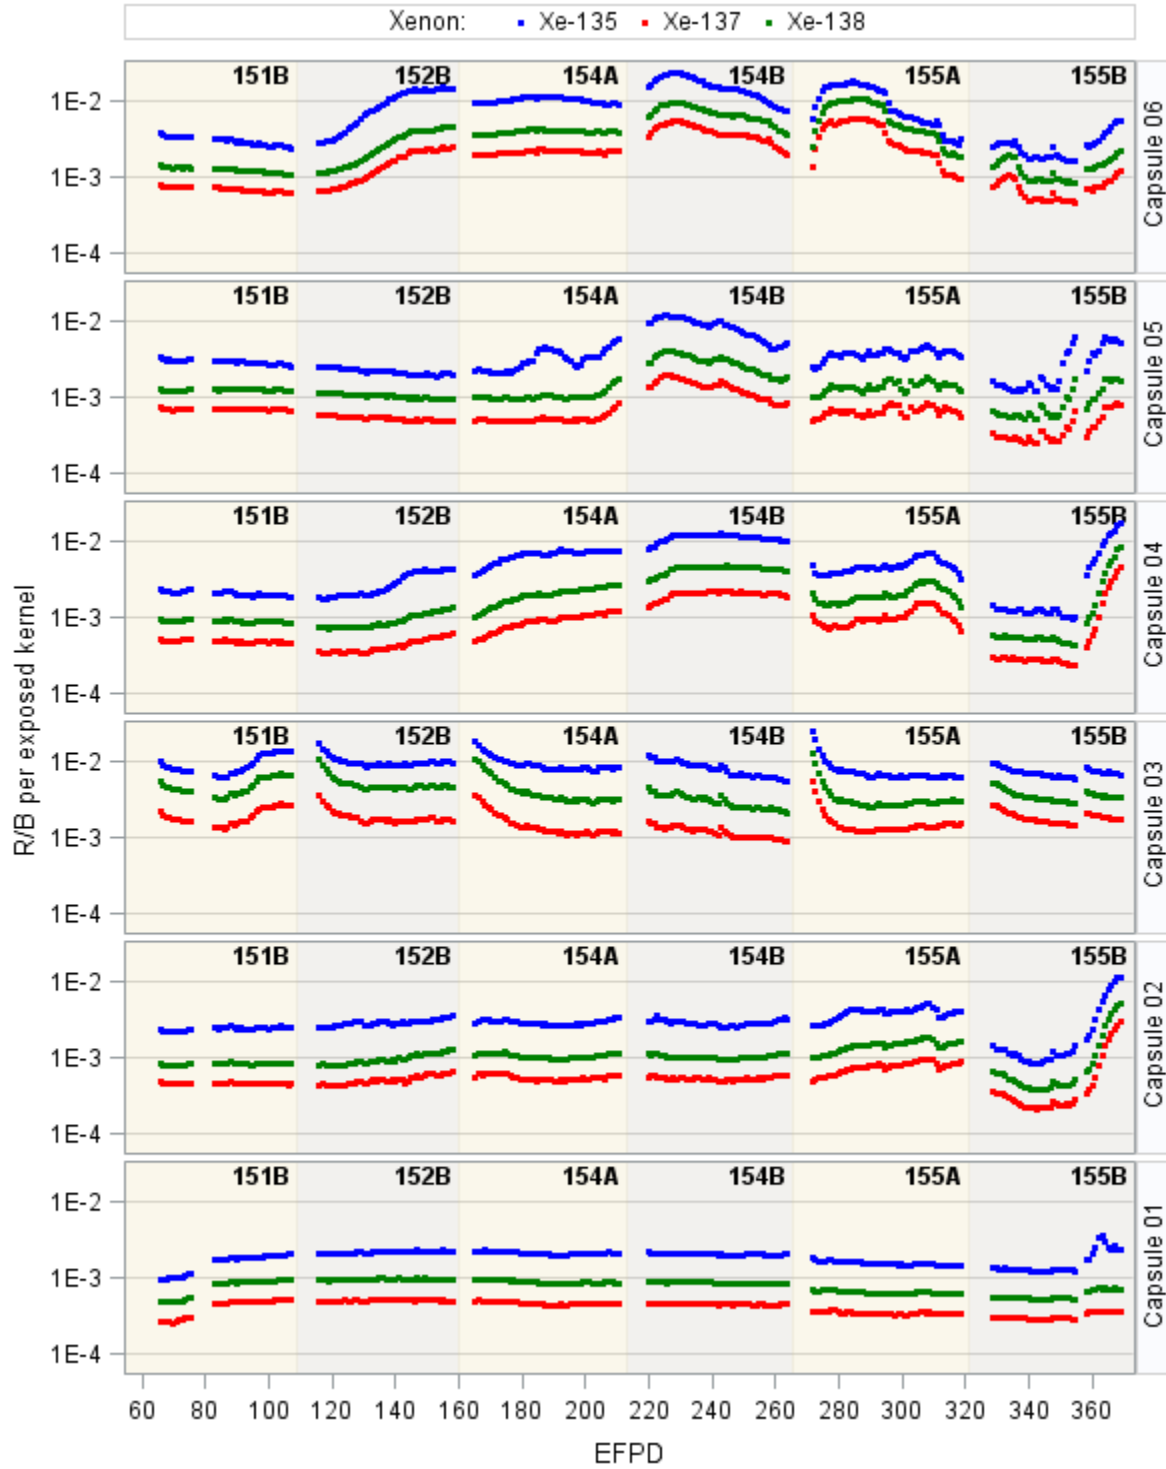 Xenon: Xe-135 Xe-137 Xe-138
151B 152B 154A 154B 155A 155B
1E-2
1E-3
1E-4
Capsule 06
151B 152B 154A 154B 155A 155B
1E-2
1E-3
1E-4
Capsule 05
151B 152B 154A 154B 155A 155B
1E-2
1E-3
1E-4
Capsule 04
R/B per exposed kernel
151B 152B 154A 154B 155A 155B
1E-2
1E-3
1E-4
Capsule 03
151B 152B 154A 154B 155A 155B
1E-2
1E-3
1E-4
Capsule 02
151B 152B 154A 154B 155A 155B
1E-2
1E-3
1E-4
Capsule 01
60 80 100 120 140 160 180 200 220 240 260 280 300 320 340 360
EFPD